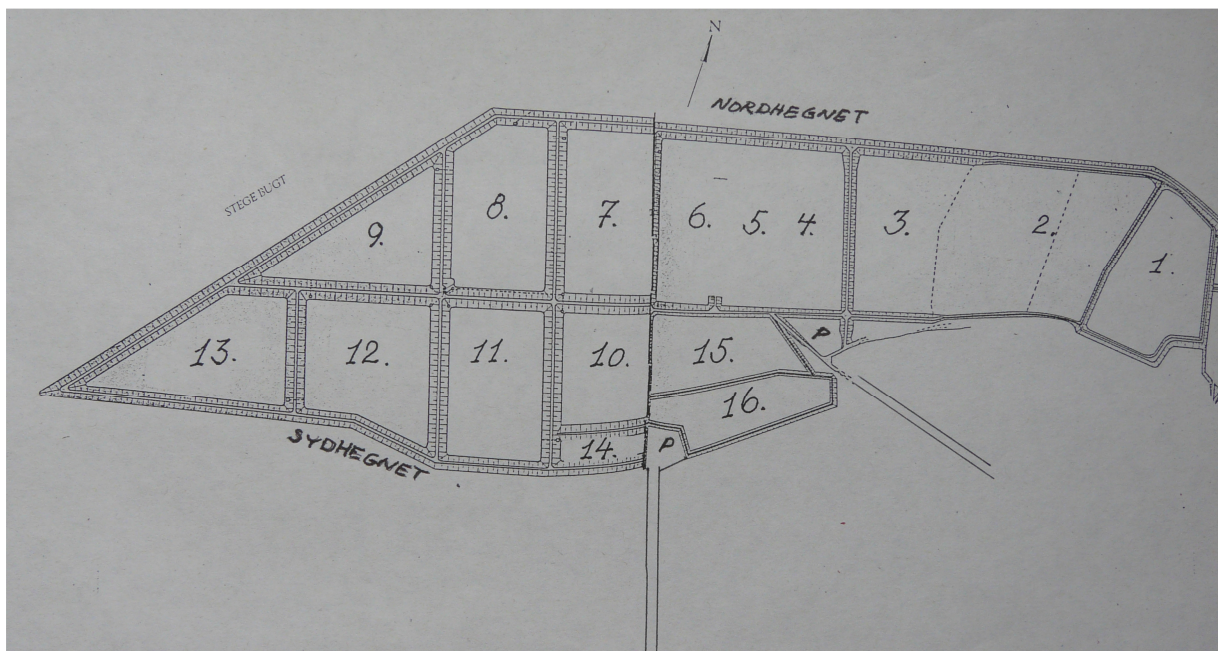 N
NORDHEGNET
STEGE BUGT
9.
8.
7.
6.
5.
4.
3.
2.
1.
13.
12.
11.
10.
15.
P
16.
14.
P
SYDHEGNET